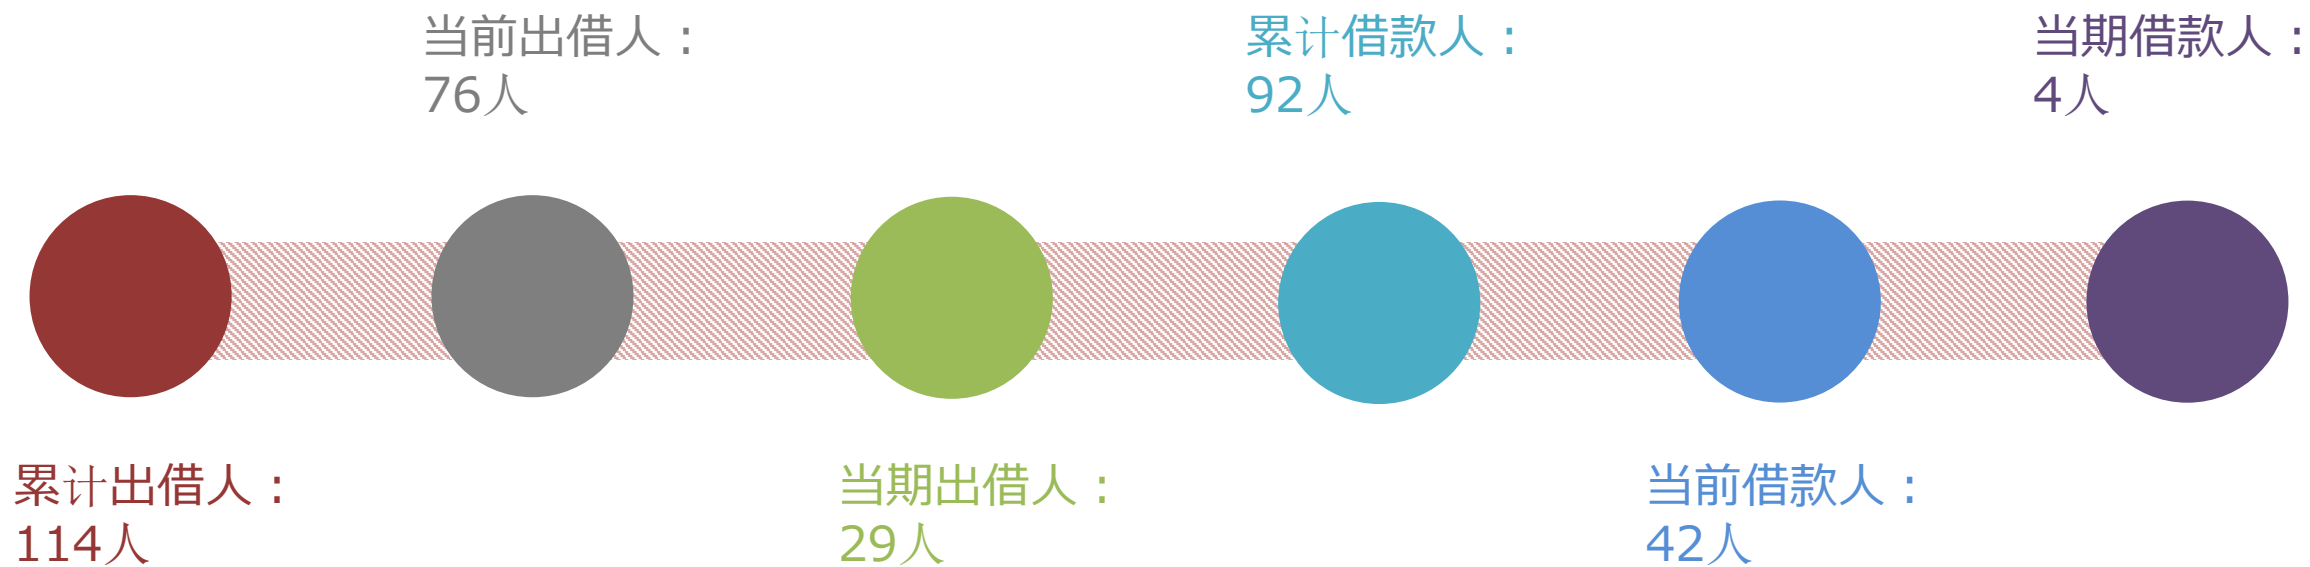 当前出借人：
76人
累计借款人：
92人
当期借款人：
4人
累计出借人：
114人
当期出借人：
29人
当前借款人：
42人